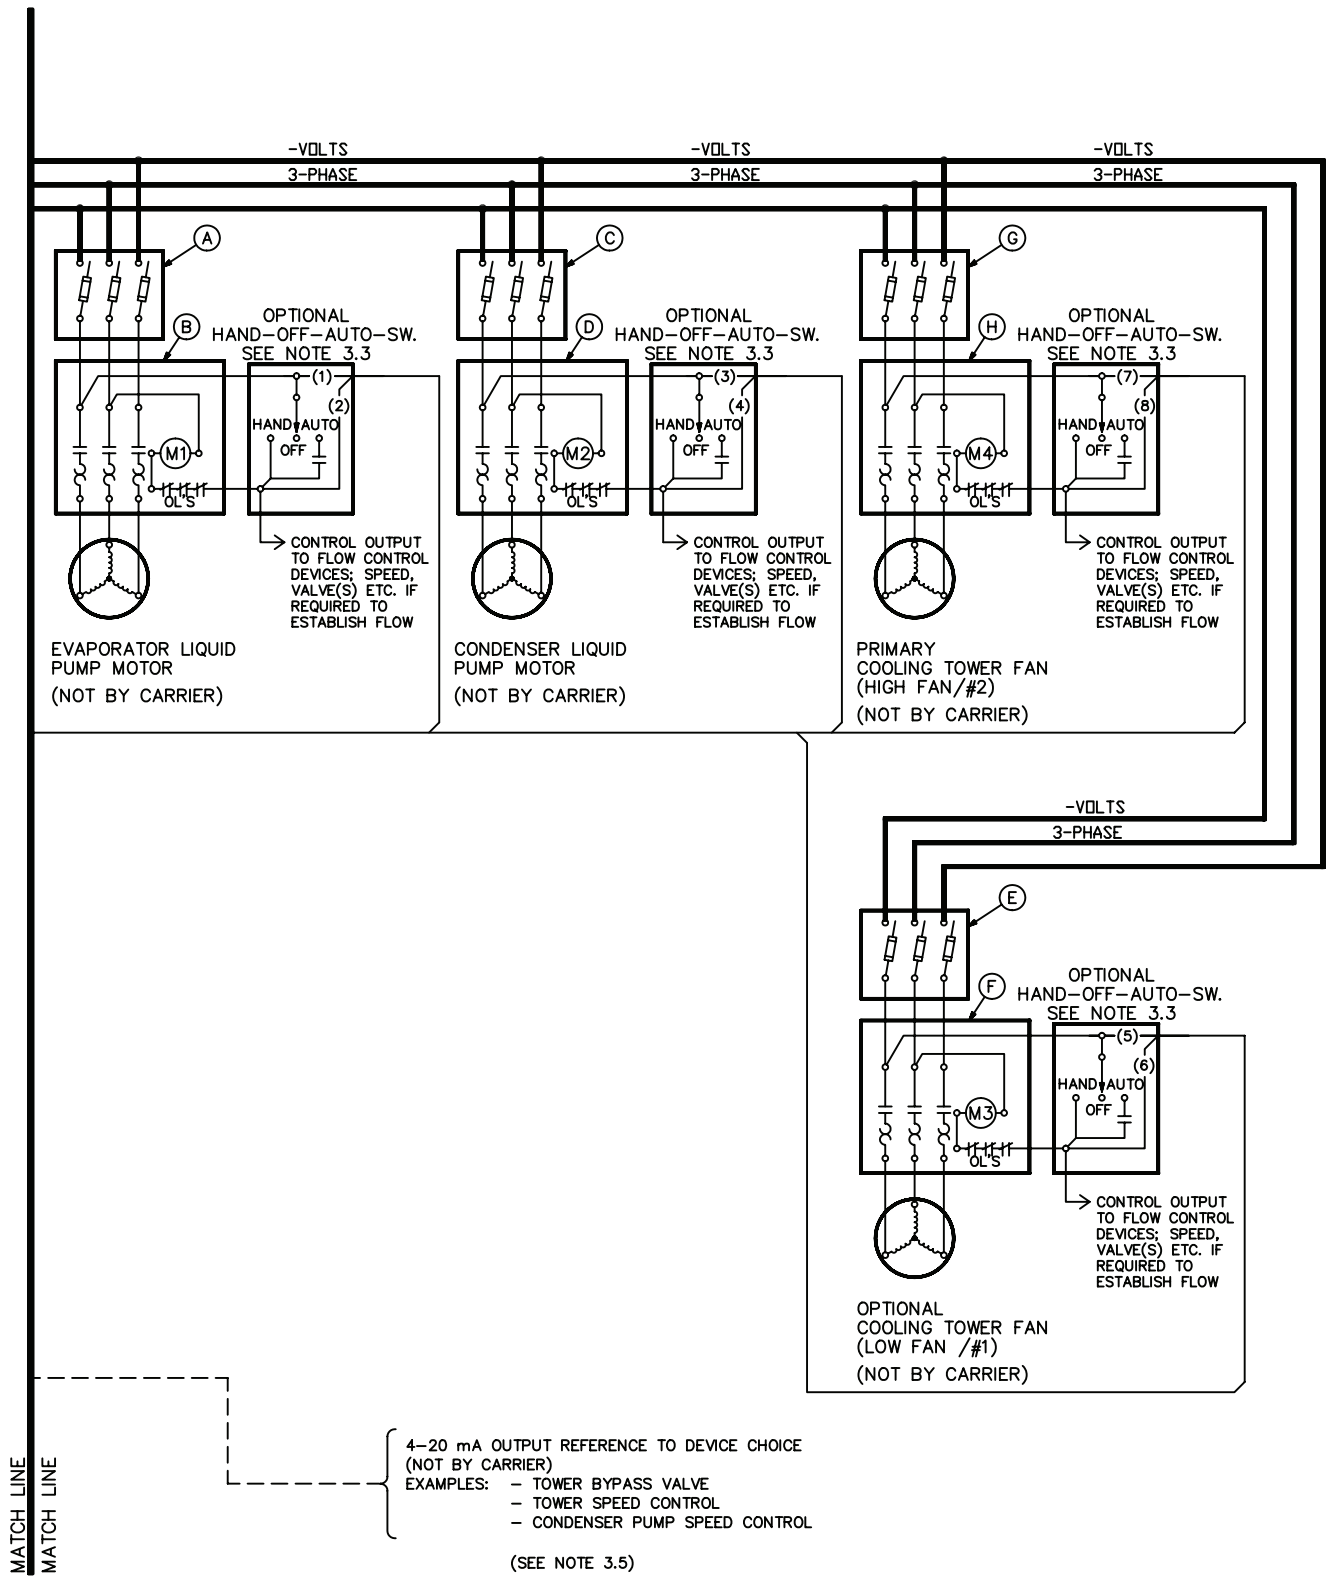 -VOLTS
3-PHASE
-VOLTS
3-PHASE
-VOLTS
3-PHASE
A
B
OPTIONAL
HAND-OFF-AUTO-SW.
SEE NOTE 3.3
(1)
(2)
HAND AUTO
OFF
M1
OL'S
CONTROL OUTPUT
TO FLOW CONTROL
DEVICES; SPEED,
VALVE(S) ETC. IF
REQUIRED TO
ESTABLISH FLOW
EVAPORATOR LIQUID
PUMP MOTOR
(NOT BY CARRIER)
C
D
OPTIONAL
HAND-OFF-AUTO-SW.
SEE NOTE 3.3
(3)
(4)
HAND AUTO
OFF
M2
OL'S
CONTROL OUTPUT
TO FLOW CONTROL
DEVICES; SPEED,
VALVE(S) ETC. IF
REQUIRED TO
ESTABLISH FLOW
CONDENSER LIQUID
PUMP MOTOR
(NOT BY CARRIER)
G
H
OPTIONAL
HAND-OFF-AUTO-SW.
SEE NOTE 3.3
(7)
(8)
HAND AUTO
OFF
M4
OL'S
CONTROL OUTPUT
TO FLOW CONTROL
DEVICES; SPEED,
VALVE(S) ETC. IF
REQUIRED TO
ESTABLISH FLOW
PRIMARY
COOLING TOWER FAN
(HIGH FAN/#2)
(NOT BY CARRIER)
-VOLTS
3-PHASE
E
F
OPTIONAL
HAND-OFF-AUTO-SW.
SEE NOTE 3.3
(5)
(6)
HAND AUTO
OFF
M3
OL'S
CONTROL OUTPUT
TO FLOW CONTROL
DEVICES; SPEED,
VALVE(S) ETC. IF
REQUIRED TO
ESTABLISH FLOW
OPTIONAL
COOLING TOWER FAN
(LOW FAN /#1)
(NOT BY CARRIER)
4-20 mA OUTPUT REFERENCE TO DEVICE CHOICE
(NOT BY CARRIER)
EXAMPLES: - TOWER BYPASS VALVE
- TOWER SPEED CONTROL
- CONDENSER PUMP SPEED CONTROL
(SEE NOTE 3.5)
MATCH LINE
MATCH LINE